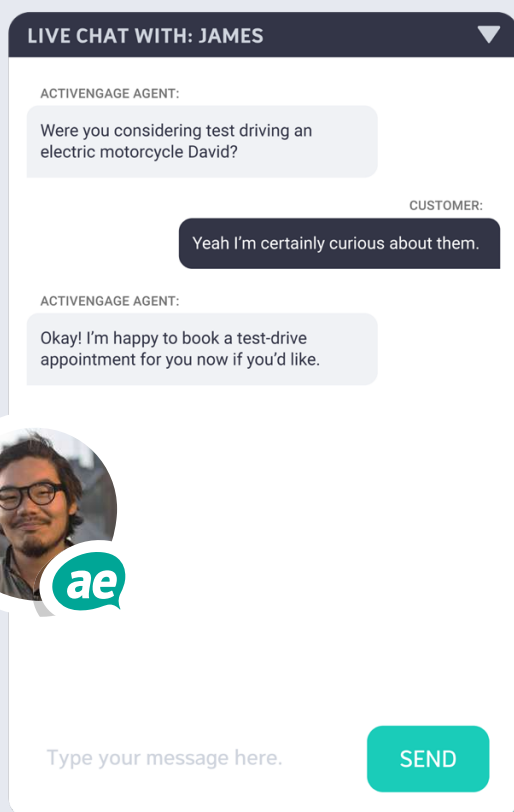 LIVE CHAT WITH: JAMES
ACTIVENGAGE AGENT:
Were you considering test driving an
electric motorcycle David?
CUSTOMER:
Yeah I’m certainly curious about them.
ACTIVENGAGE AGENT:
Okay! I’m happy to book a test-drive
appointment for you now if you’d like.
ae
Type your message here.
SEND